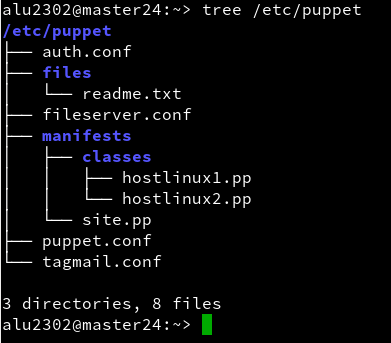 alu2302@master24:~> tree /etc/puppet
/etc/puppet
├── auth.conf
├── files
│   └── readme.txt
├── fileserver.conf
├── manifests
│   ├── classes
│   │   ├── hostlinux1.pp
│   │   └── hostlinux2.pp
│   └── site.pp
├── puppet.conf
└── tagmail.conf

3 directories, 8 files
alu2302@master24:~>